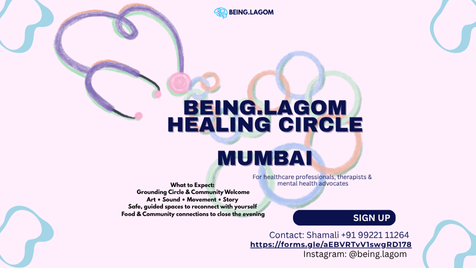 BEING.LAGOM
BEING.LAGOM
HEALING CIRCLE
MUMBAI
For healthcare professionals, therapists &
mental health advocates
What to Expect:
Grounding Circle & Community Welcome
Art • Sound • Movement • Story
Safe, guided spaces to reconnect with yourself
Food & Community connections to close the evening
SIGN UP
Contact: Shamali +91 99221 11264
https://forms.gle/aEBVRTvV1swgRD178
Instagram: @being.lagom